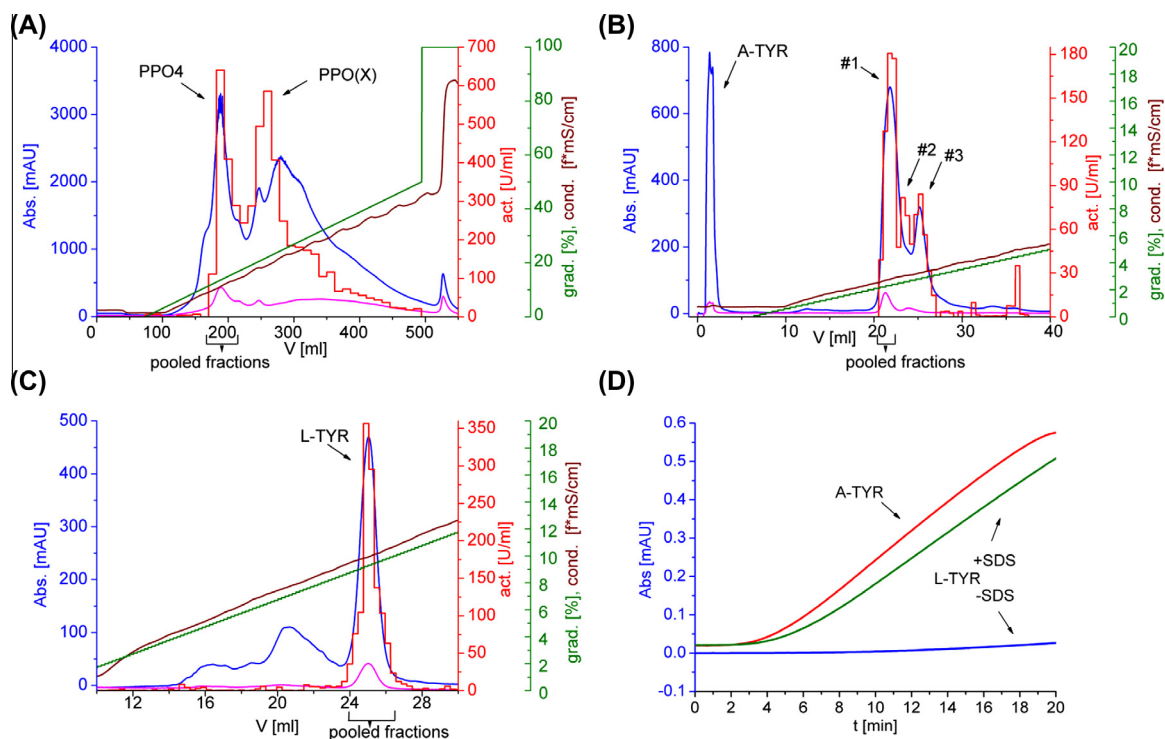 (A)
4000
3000
2000
1000
0
Abs. [mAU]
PPO4
PPO(X)
700
600
500
400
300
200
100
0
act. [U/ml]
100
80
60
40
20
0
grad. [%], cond. [f*mS/cm]
0 100 200 300 400 500
V [ml]
pooled fractions
(B)
800
600
400
200
0
Abs. [mAU]
A-TYR
#1
#2
#3
180
150
120
90
60
30
0
act. [U/ml]
20
18
16
14
12
10
8
6
4
2
0
grad. [%], cond. [f*mS/cm]
0 10 20 30 40
V [ml]
pooled fractions
(C)
500
400
300
200
100
0
Abs. [mAU]
L-TYR
350
300
250
200
150
100
50
0
act. [U/ml]
20
18
16
14
12
10
8
6
4
2
0
grad. [%], cond. [f*mS/cm]
12 16 20 24 28
V [ml]
pooled fractions
(D)
0.6
0.5
0.4
0.3
0.2
0.1
0.0
-0.1
Abs [mAU]
A-TYR
+SDS
L-TYR
-SDS
0 2 4 6 8 10 12 14 16 18 20
t [min]